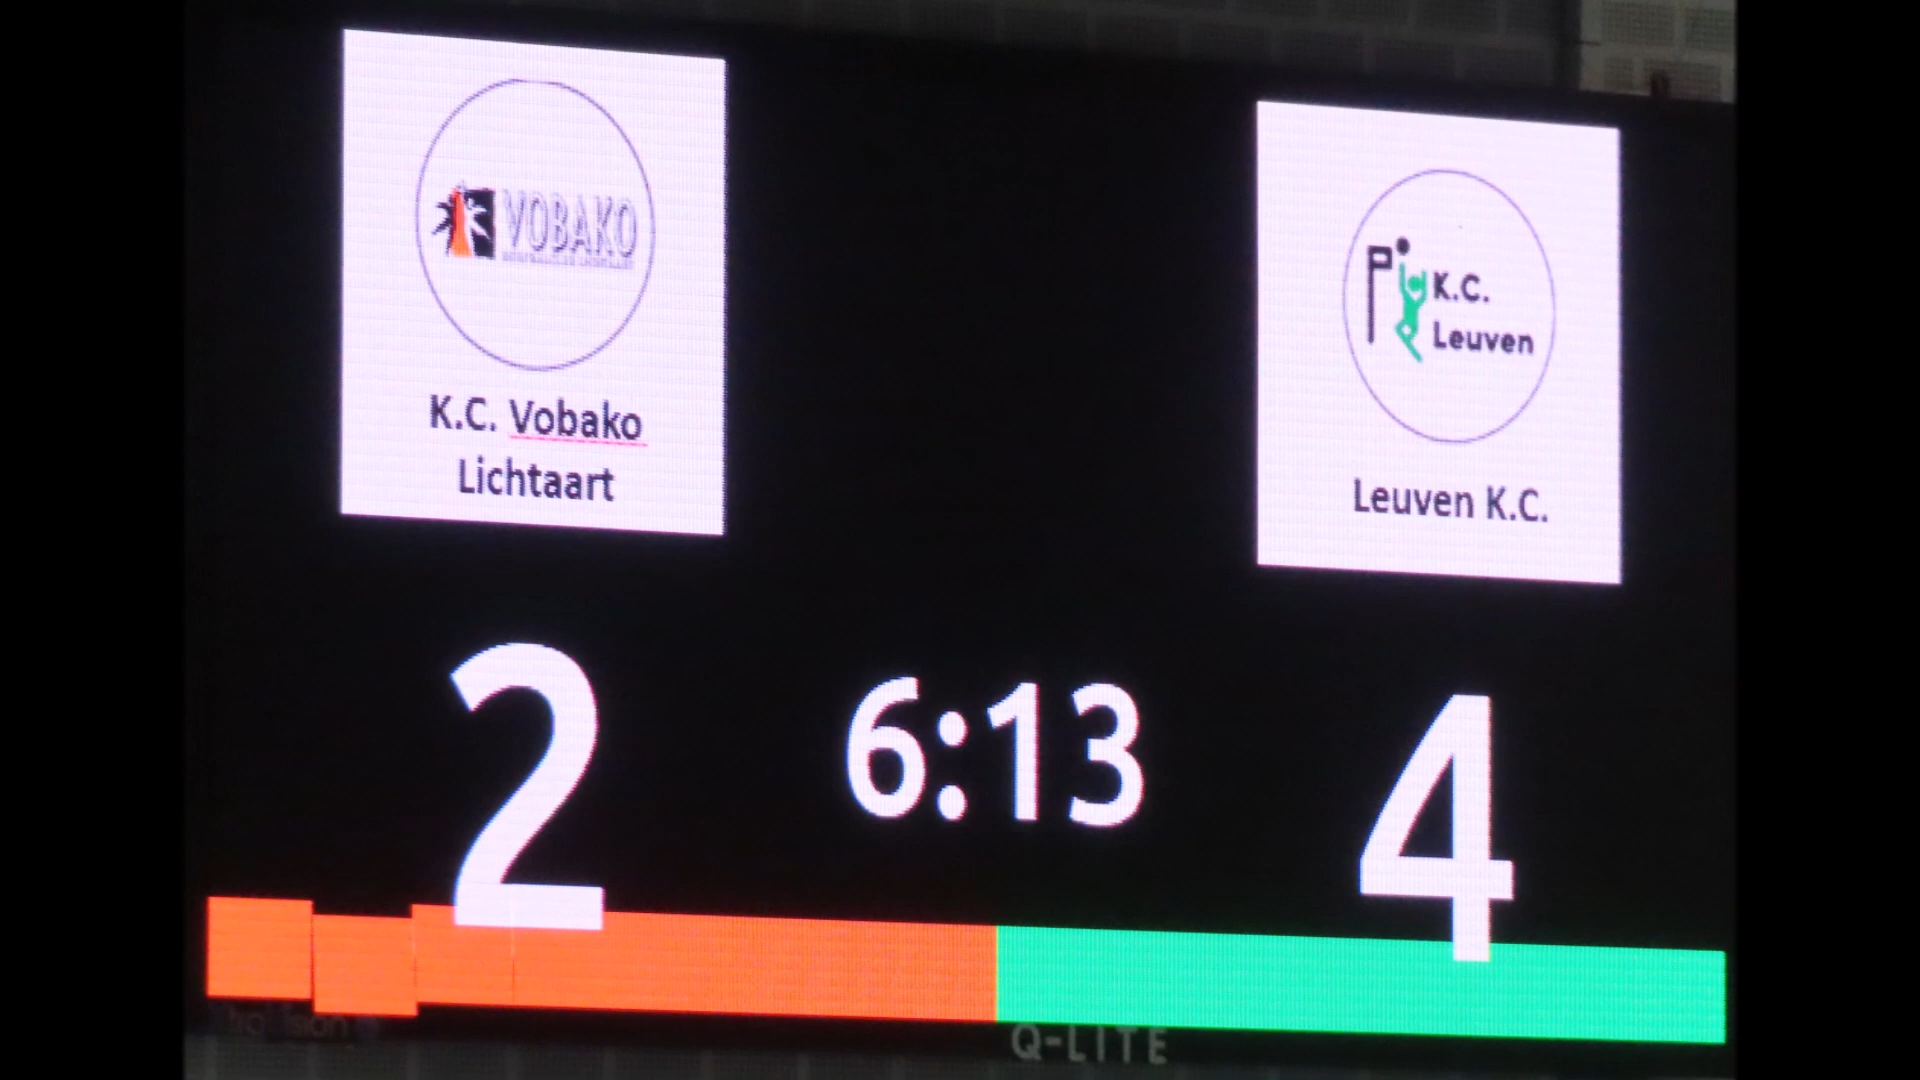 VOBAKO
K.C. Vobako
Lichtaart
K.C.
Leuven
Leuven K.C.
2
6:13
4
Q-LITE